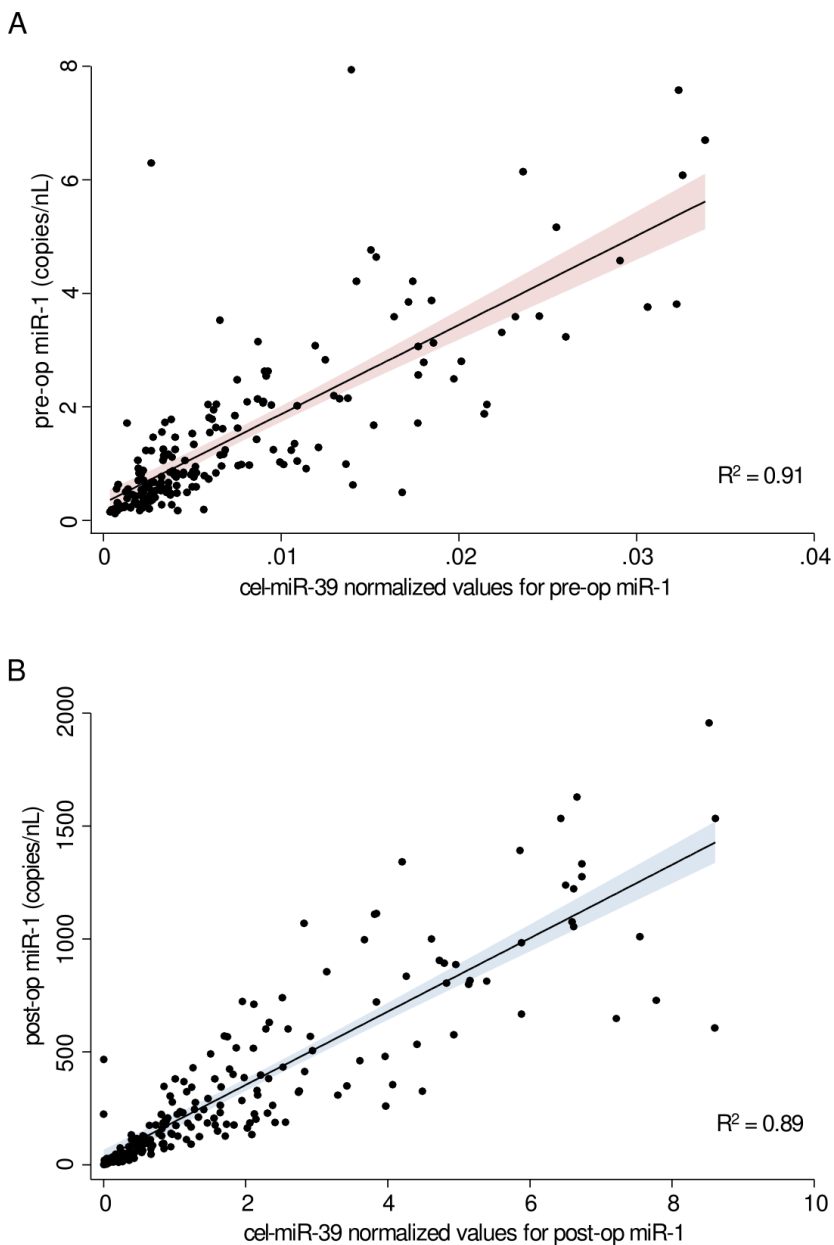 A
8
6
4
2
0
pre-op miR-1 (copies/nL)
R² = 0.91
0 .01 .02 .03 .04
cel-miR-39 normalized values for pre-op miR-1
B
2000
1500
1000
500
0
post-op miR-1 (copies/nL)
R² = 0.89
0 2 4 6 8 10
cel-miR-39 normalized values for post-op miR-1